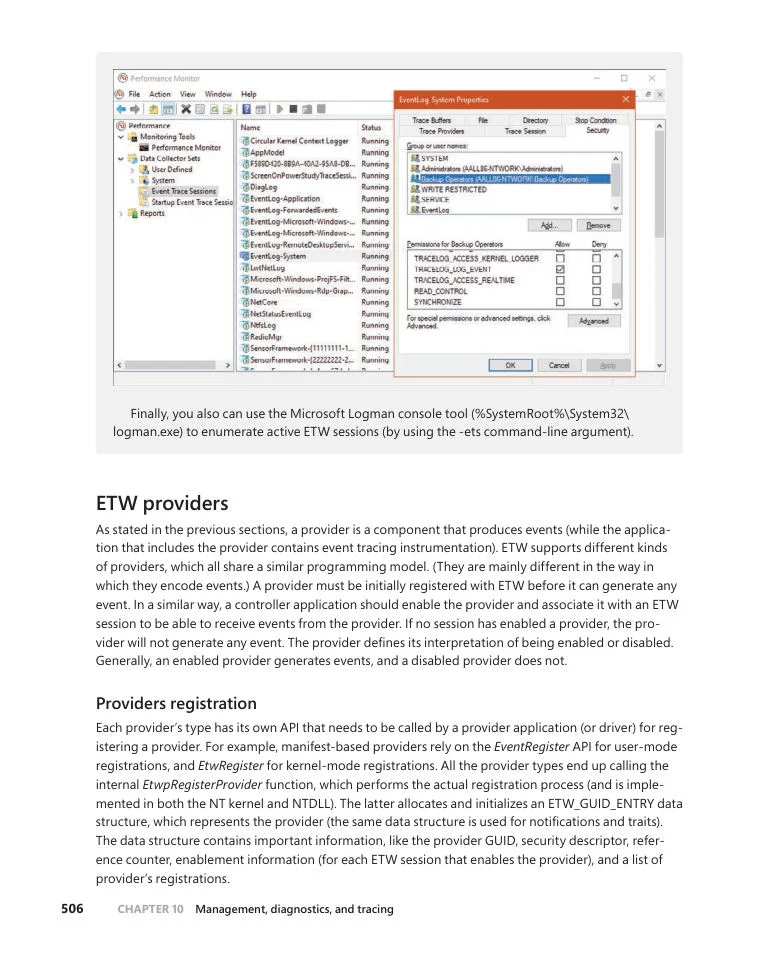 Performance Monitor
File Action View Window Help
Performance
Monitoring Tools
Performance Monitor
Data Collector Sets
User Defined
System
Event Trace Sessions
Startup Event Trace Sessio
Reports
Name Status
Circular Kernel Context Logger Running
AppModel Running
F589D420-8B9A-40A2-95A8-DB... Running
ScreenOnPowerStudyTraceSessi... Running
DiagLog Running
EventLog-Application Running
EventLog-ForwardedEvents Running
EventLog-Microsoft-Windows-... Running
EventLog-Microsoft-Windows-... Running
EventLog-RemoteDesktopServi... Running
EventLog-System Running
LwtNetLog Running
Microsoft-Windows-ProjFS-Filt... Running
Microsoft-Windows-Rdp-Grap... Running
NetCore Running
NetStatusEventLog Running
NtfsLog Running
RadioMgr Running
SensorFramework-{11111111-1... Running
SensorFramework-{22222222-2... Running
EventLog-System Properties
Trace Buffers File Directory Stop Condition
Trace Providers Trace Session Security
Group or user names:
SYSTEM
Administrators (AALL86-NTWORK\Administrators)
Backup Operators (AALL86-NTWORK\Backup Operators)
WRITE RESTRICTED
SERVICE
EventLog
Add... Remove
Permissions for Backup Operators Allow Deny
TRACELOG_ACCESS_KERNEL_LOGGER
TRACELOG_LOG_EVENT
TRACELOG_ACCESS_REALTIME
READ_CONTROL
SYNCHRONIZE
For special permissions or advanced settings, click
Advanced.
Advanced
OK Cancel Apply
Finally, you also can use the Microsoft Logman console tool (%SystemRoot%\System32\
logman.exe) to enumerate active ETW sessions (by using the -ets command-line argument).
ETW providers
As stated in the previous sections, a provider is a component that produces events (while the applica-
tion that includes the provider contains event tracing instrumentation). ETW supports different kinds
of providers, which all share a similar programming model. (They are mainly different in the way in
which they encode events.) A provider must be initially registered with ETW before it can generate any
event. In a similar way, a controller application should enable the provider and associate it with an ETW
session to be able to receive events from the provider. If no session has enabled a provider, the pro-
vider will not generate any event. The provider defines its interpretation of being enabled or disabled.
Generally, an enabled provider generates events, and a disabled provider does not.
Providers registration
Each provider's type has its own API that needs to be called by a provider application (or driver) for reg-
istering a provider. For example, manifest-based providers rely on the EventRegister API for user-mode
registrations, and EtwRegister for kernel-mode registrations. All the provider types end up calling the
internal EtwpRegisterProvider function, which performs the actual registration process (and is imple-
mented in both the NT kernel and NTDLL). The latter allocates and initializes an ETW_GUID_ENTRY data
structure, which represents the provider (the same data structure is used for notifications and traits).
The data structure contains important information, like the provider GUID, security descriptor, refer-
ence counter, enablement information (for each ETW session that enables the provider), and a list of
provider's registrations.
506 CHAPTER 10 Management, diagnostics, and tracing